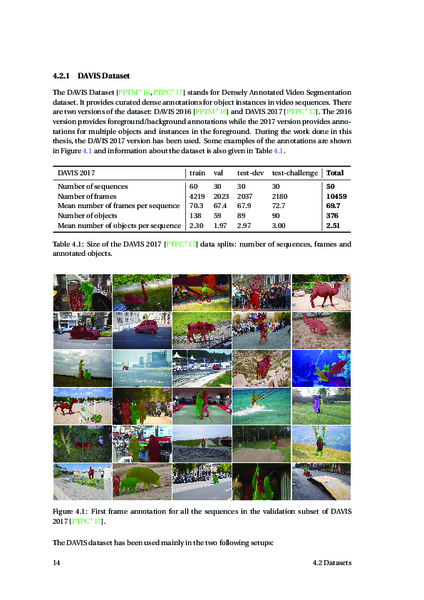 4.2.1 DAVIS Dataset
The DAVIS Dataset [PPTM+16, PTPC+17] stands for Densely Annotated Video Segmentation
dataset. It provides curated dense annotations for object instances in video sequences. There
are two versions of the dataset: DAVIS 2016 [PPTM+16] and DAVIS 2017 [PTPC+17]. The 2016
version provides foreground/background annotations while the 2017 version provides anno-
tations for multiple objects and instances in the foreground. During the work done in this
thesis, the DAVIS 2017 version has been used. Some examples of the annotations are shown
in Figure 4.1 and information about the dataset is also given in Table 4.1.
DAVIS 2017 train val test-dev test-challenge Total
Number of sequences 60 30 30 30 50
Number of frames 4219 2023 2037 2180 10459
Mean number of frames per sequence 70.3 67.4 67.9 72.7 69.7
Number of objects 138 59 89 90 376
Mean number of objects per sequence 2.30 1.97 2.97 3.00 2.51
Table 4.1: Size of the DAVIS 2017 [PTPC+17] data splits: number of sequences, frames and
annotated objects.
Figure 4.1: First frame annotation for all the sequences in the validation subset of DAVIS
2017 [PTPC+17].
The DAVIS dataset has been used mainly in the two following setups:
14 4.2 Datasets